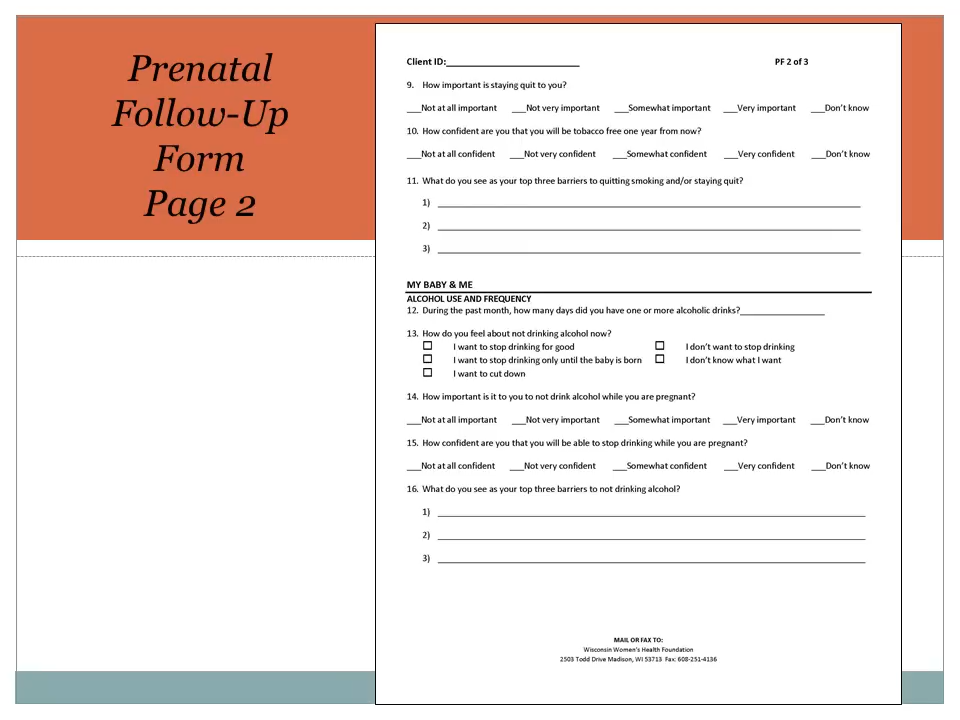 Prenatal
Follow-Up
Form
Page 2
Client ID:____________________________ PF 2 of 3
9. How important is staying quit to you?
___Not at all important ___Not very important ___Somewhat important ___Very important ___Don't know
10. How confident are you that you will be tobacco free one year from now?
___Not at all confident ___Not very confident ___Somewhat confident ___Very confident ___Don't know
11. What do you see as your top three barriers to quitting smoking and/or staying quit?
1) ______________________________
2) ______________________________
3) ______________________________
MY BABY & ME
ALCOHOL USE AND FREQUENCY
12. During the past month, how many days did you have one or more alcoholic drinks?__________________
13. How do you feel about not drinking alcohol now?
☐ I want to stop drinking for good ☐ I don't want to stop drinking
☐ I want to stop drinking only until the baby is born ☐ I don't know what I want
☐ I want to cut down
14. How important is it to you to not drink alcohol while you are pregnant?
___Not at all important ___Not very important ___Somewhat important ___Very important ___Don't know
15. How confident are you that you will be able to stop drinking while you are pregnant?
___Not at all confident ___Not very confident ___Somewhat confident ___Very confident ___Don't know
16. What do you see as your top three barriers to not drinking alcohol?
1) ______________________________
2) ______________________________
3) ______________________________
MAIL OR FAX TO:
Wisconsin Women's Health Foundation
2503 Todd Drive Madison, WI 53713 Fax: 608-251-4136